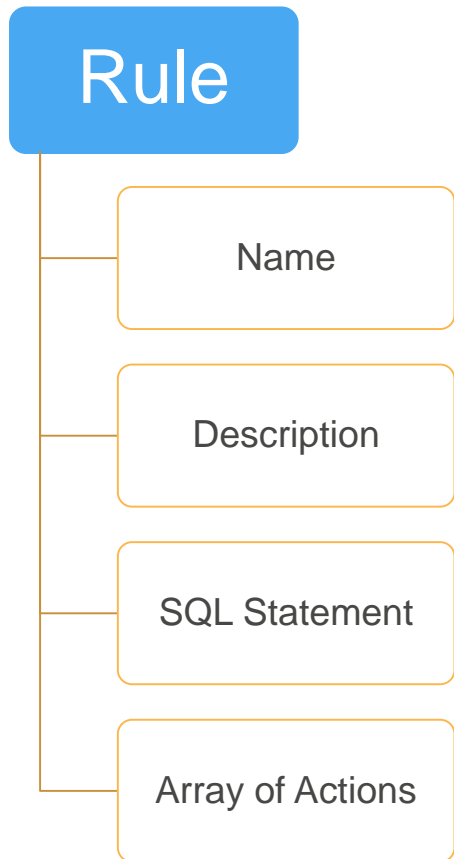 Rule
Name
Description
SQL Statement
Array of Actions